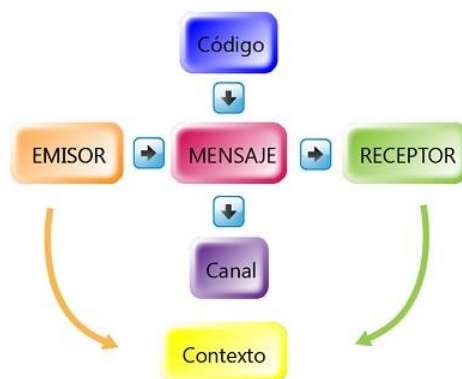 Código
EMISOR
MENSAJE
RECEPTOR
Canal
Contexto